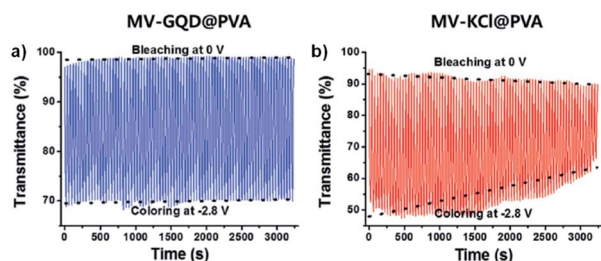 MV-GQD@PVA
a)
100
90
80
70
Bleaching at 0 V
Coloring at -2.8 V
Transmittance (%)
0 500 1000 1500 2000 2500 3000
Time (s)
MV-KCl@PVA
b)
100
90
80
70
60
50
Bleaching at 0 V
Coloring at -2.8 V
Transmittance (%)
0 500 1000 1500 2000 2500 3000
Time (s)